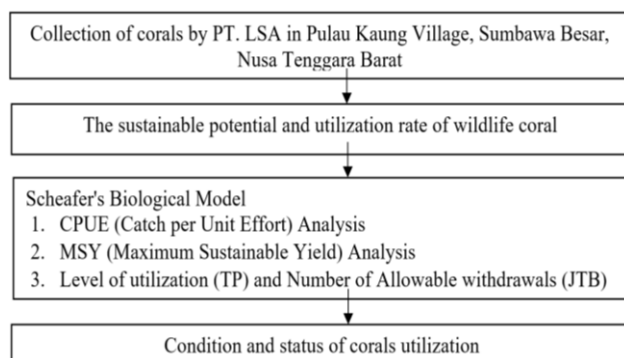 Collection of corals by PT. LSA in Pulau Kaung Village, Sumbawa Besar,
Nusa Tenggara Barat
The sustainable potential and utilization rate of wildlife coral
Scheafer's Biological Model
1. CPUE (Catch per Unit Effort) Analysis
2. MSY (Maximum Sustainable Yield) Analysis
3. Level of utilization (TP) and Number of Allowable withdrawals (JTB)
Condition and status of corals utilization